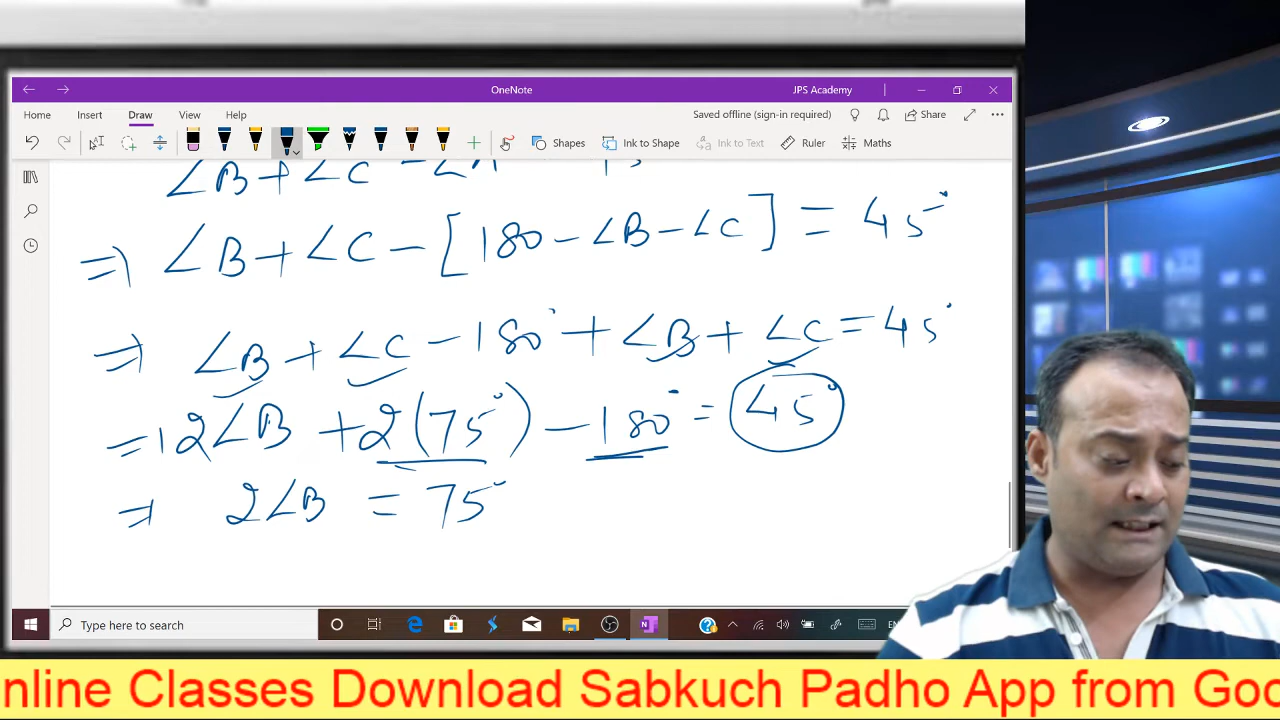 OneNote
JPS Academy
Home Insert Draw View Help
Saved offline (sign-in required)
Share
Shapes
Ink to Shape
Ink to Text
Ruler
Maths
∠B + ∠C -
⇒ ∠B + ∠C - [180 - ∠B - ∠C] = 45°
⇒ ∠B + ∠C - 180° + ∠B + ∠C = 45°
⇒ 2∠B + 2(75°) - 180° = 45°
⇒ 2∠B = 75°
Type here to search
nline Classes Download Sabkuch Padho App from Goo